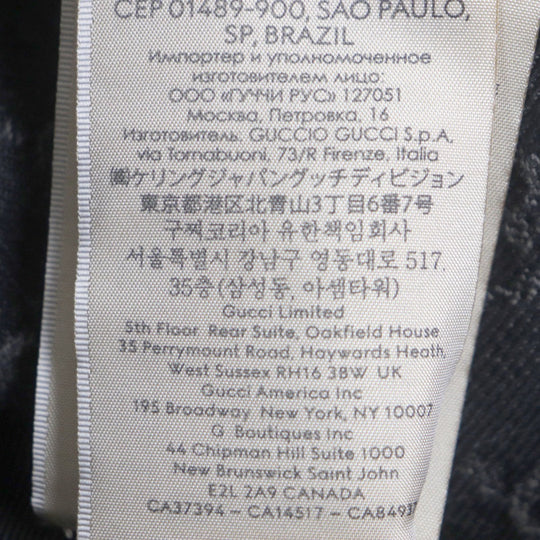 CEP 01489-900, SAO PAULO,
SP, BRAZIL
Импортер и уполномоченное
изготовителем лицо:
ООО «ГУЧЧИ РУС» 127051
Москва, Петровка, 16
Изготовитель: GUCCIO GUCCI S.p.A.
via Tornabuoni, 73/R Firenze, Italia
㈱ケリングジャパングッチディビジョン
東京都港区北青山3丁目6番7号
구찌코리아 유한책임회사
서울특별시 강남구 영동대로 517,
35층(삼성동, 아셈타워)
Gucci Limited
5th Floor, Rear Suite, Oakfield House
35 Perrymount Road, Haywards Heath,
West Sussex RH16 3BW UK
Gucci America Inc
195 Broadway New York, NY 10007
G Boutiques Inc
44 Chipman Hill Suite 1000
New Brunswick Saint John
E2L 2A9 CANADA
CA37394 - CA14517 - CA84937